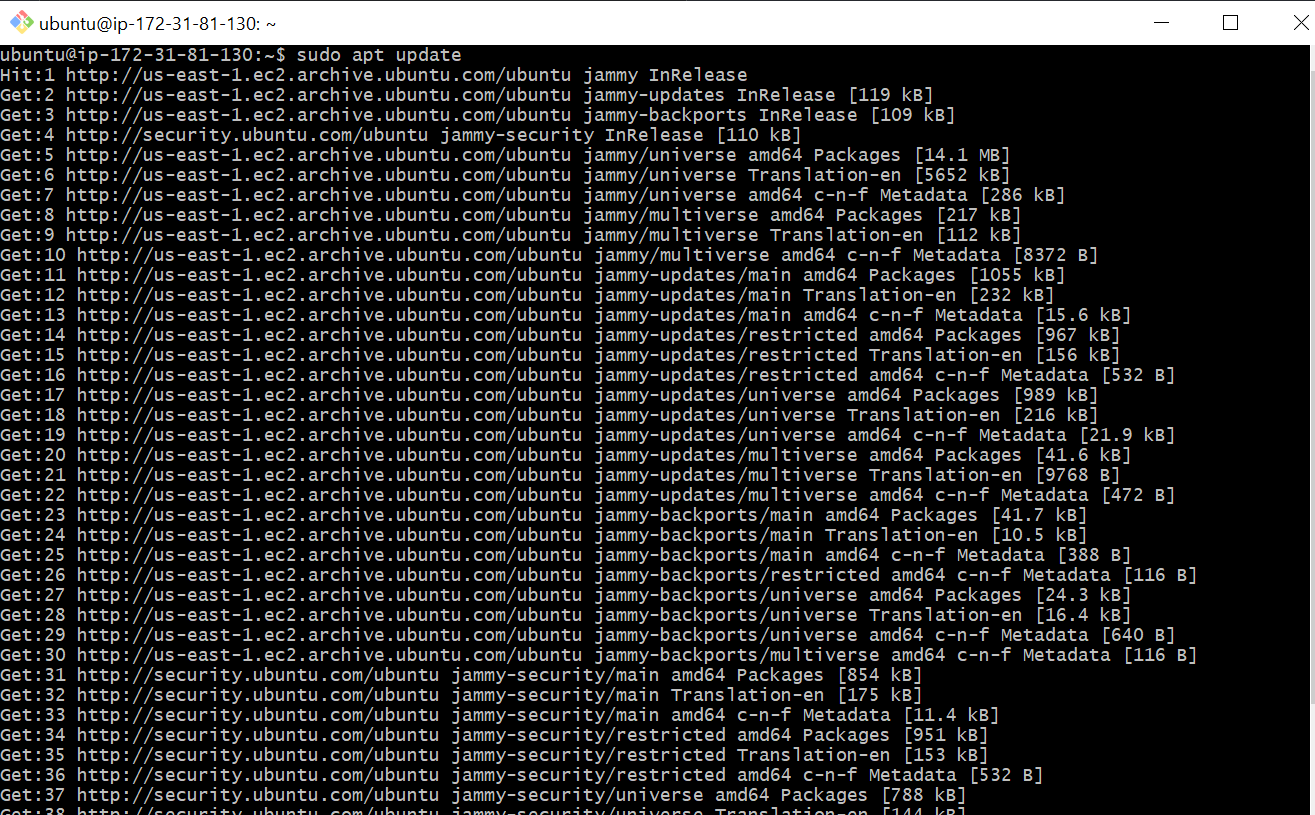 ubuntu@ip-172-31-81-130: ~
ubuntu@ip-172-31-81-130:~$ sudo apt update
Hit:1 http://us-east-1.ec2.archive.ubuntu.com/ubuntu jammy InRelease
Get:2 http://us-east-1.ec2.archive.ubuntu.com/ubuntu jammy-updates InRelease [119 kB]
Get:3 http://us-east-1.ec2.archive.ubuntu.com/ubuntu jammy-backports InRelease [109 kB]
Get:4 http://security.ubuntu.com/ubuntu jammy-security InRelease [110 kB]
Get:5 http://us-east-1.ec2.archive.ubuntu.com/ubuntu jammy/universe amd64 Packages [14.1 MB]
Get:6 http://us-east-1.ec2.archive.ubuntu.com/ubuntu jammy/universe Translation-en [5652 kB]
Get:7 http://us-east-1.ec2.archive.ubuntu.com/ubuntu jammy/universe amd64 c-n-f Metadata [286 kB]
Get:8 http://us-east-1.ec2.archive.ubuntu.com/ubuntu jammy/multiverse amd64 Packages [217 kB]
Get:9 http://us-east-1.ec2.archive.ubuntu.com/ubuntu jammy/multiverse Translation-en [112 kB]
Get:10 http://us-east-1.ec2.archive.ubuntu.com/ubuntu jammy/multiverse amd64 c-n-f Metadata [8372 B]
Get:11 http://us-east-1.ec2.archive.ubuntu.com/ubuntu jammy-updates/main amd64 Packages [1055 kB]
Get:12 http://us-east-1.ec2.archive.ubuntu.com/ubuntu jammy-updates/main Translation-en [232 kB]
Get:13 http://us-east-1.ec2.archive.ubuntu.com/ubuntu jammy-updates/main amd64 c-n-f Metadata [15.6 kB]
Get:14 http://us-east-1.ec2.archive.ubuntu.com/ubuntu jammy-updates/restricted amd64 Packages [967 kB]
Get:15 http://us-east-1.ec2.archive.ubuntu.com/ubuntu jammy-updates/restricted Translation-en [156 kB]
Get:16 http://us-east-1.ec2.archive.ubuntu.com/ubuntu jammy-updates/restricted amd64 c-n-f Metadata [532 B]
Get:17 http://us-east-1.ec2.archive.ubuntu.com/ubuntu jammy-updates/universe amd64 Packages [989 kB]
Get:18 http://us-east-1.ec2.archive.ubuntu.com/ubuntu jammy-updates/universe Translation-en [216 kB]
Get:19 http://us-east-1.ec2.archive.ubuntu.com/ubuntu jammy-updates/universe amd64 c-n-f Metadata [21.9 kB]
Get:20 http://us-east-1.ec2.archive.ubuntu.com/ubuntu jammy-updates/multiverse amd64 Packages [41.6 kB]
Get:21 http://us-east-1.ec2.archive.ubuntu.com/ubuntu jammy-updates/multiverse Translation-en [9768 B]
Get:22 http://us-east-1.ec2.archive.ubuntu.com/ubuntu jammy-updates/multiverse amd64 c-n-f Metadata [472 B]
Get:23 http://us-east-1.ec2.archive.ubuntu.com/ubuntu jammy-backports/main amd64 Packages [41.7 kB]
Get:24 http://us-east-1.ec2.archive.ubuntu.com/ubuntu jammy-backports/main Translation-en [10.5 kB]
Get:25 http://us-east-1.ec2.archive.ubuntu.com/ubuntu jammy-backports/main amd64 c-n-f Metadata [388 B]
Get:26 http://us-east-1.ec2.archive.ubuntu.com/ubuntu jammy-backports/restricted amd64 c-n-f Metadata [116 B]
Get:27 http://us-east-1.ec2.archive.ubuntu.com/ubuntu jammy-backports/universe amd64 Packages [24.3 kB]
Get:28 http://us-east-1.ec2.archive.ubuntu.com/ubuntu jammy-backports/universe Translation-en [16.4 kB]
Get:29 http://us-east-1.ec2.archive.ubuntu.com/ubuntu jammy-backports/universe amd64 c-n-f Metadata [640 B]
Get:30 http://us-east-1.ec2.archive.ubuntu.com/ubuntu jammy-backports/multiverse amd64 c-n-f Metadata [116 B]
Get:31 http://security.ubuntu.com/ubuntu jammy-security/main amd64 Packages [854 kB]
Get:32 http://security.ubuntu.com/ubuntu jammy-security/main Translation-en [175 kB]
Get:33 http://security.ubuntu.com/ubuntu jammy-security/main amd64 c-n-f Metadata [11.4 kB]
Get:34 http://security.ubuntu.com/ubuntu jammy-security/restricted amd64 Packages [951 kB]
Get:35 http://security.ubuntu.com/ubuntu jammy-security/restricted Translation-en [153 kB]
Get:36 http://security.ubuntu.com/ubuntu jammy-security/restricted amd64 c-n-f Metadata [532 B]
Get:37 http://security.ubuntu.com/ubuntu jammy-security/universe amd64 Packages [788 kB]
Get:38 http://security.ubuntu.com/ubuntu jammy-security/universe Translation-en [144 kB]